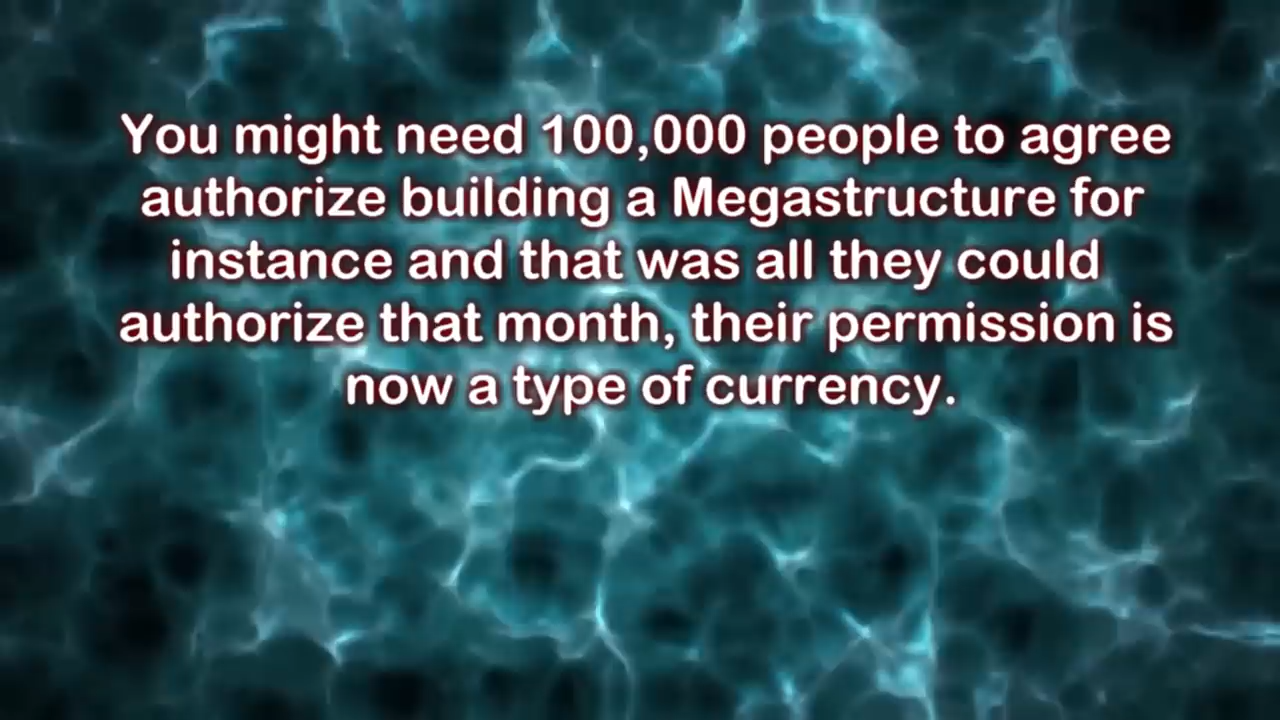 You might need 100,000 people to agree
authorize building a Megastructure for
instance and that was all they could
authorize that month, their permission is
now a type of currency.